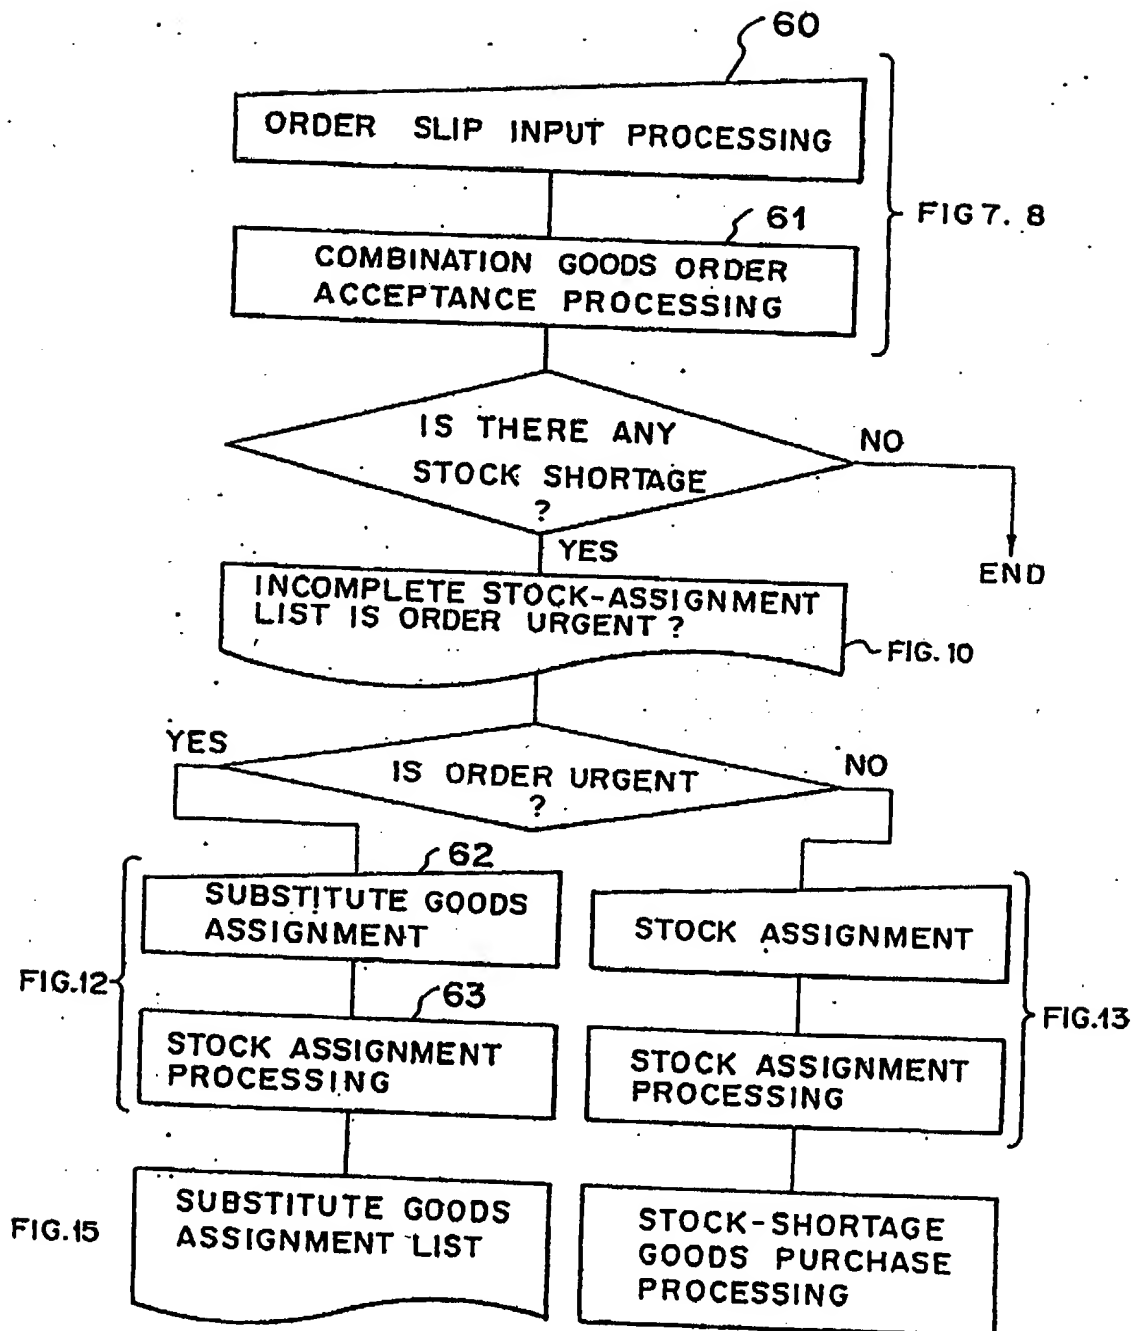 60
ORDER SLIP INPUT PROCESSING
61
COMBINATION GOODS ORDER
ACCEPTANCE PROCESSING
FIG 7. 8
IS THERE ANY
STOCK SHORTAGE
?
NO
END
YES
INCOMPLETE STOCK-ASSIGNMENT
LIST IS ORDER URGENT ?
FIG. 10
YES
IS ORDER URGENT
?
NO
62
SUBSTITUTE GOODS
ASSIGNMENT
STOCK ASSIGNMENT
FIG.12
63
STOCK ASSIGNMENT
PROCESSING
STOCK ASSIGNMENT
PROCESSING
FIG.13
FIG.15
SUBSTITUTE GOODS
ASSIGNMENT LIST
STOCK-SHORTAGE
GOODS PURCHASE
PROCESSING